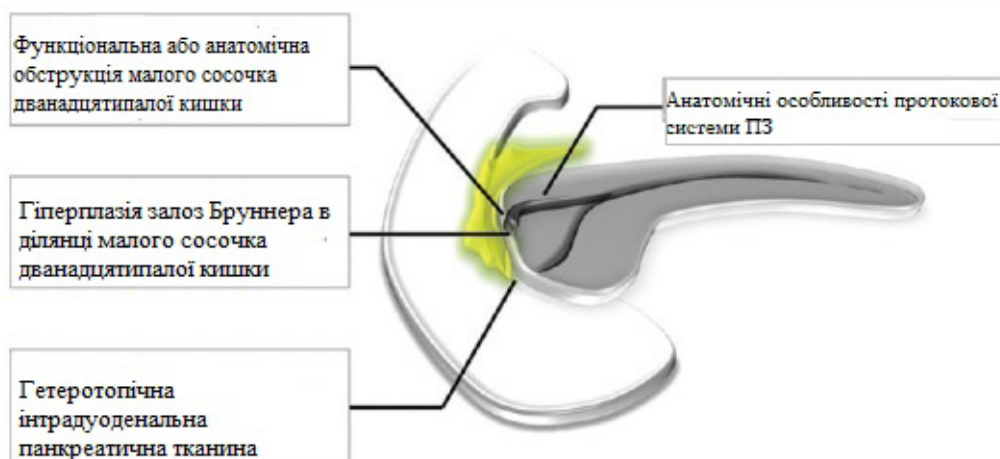 Функціональна або анатомічна
обструкція малого сосочка
дванадцятипалої кишки
Анатомічні особливості протокової
системи ПЗ
Гіперплазія залоз Бруннера в
ділянці малого сосочка
дванадцятипалої кишки
Гетеротопічна
інтрадуоденальна
панкреатична тканина